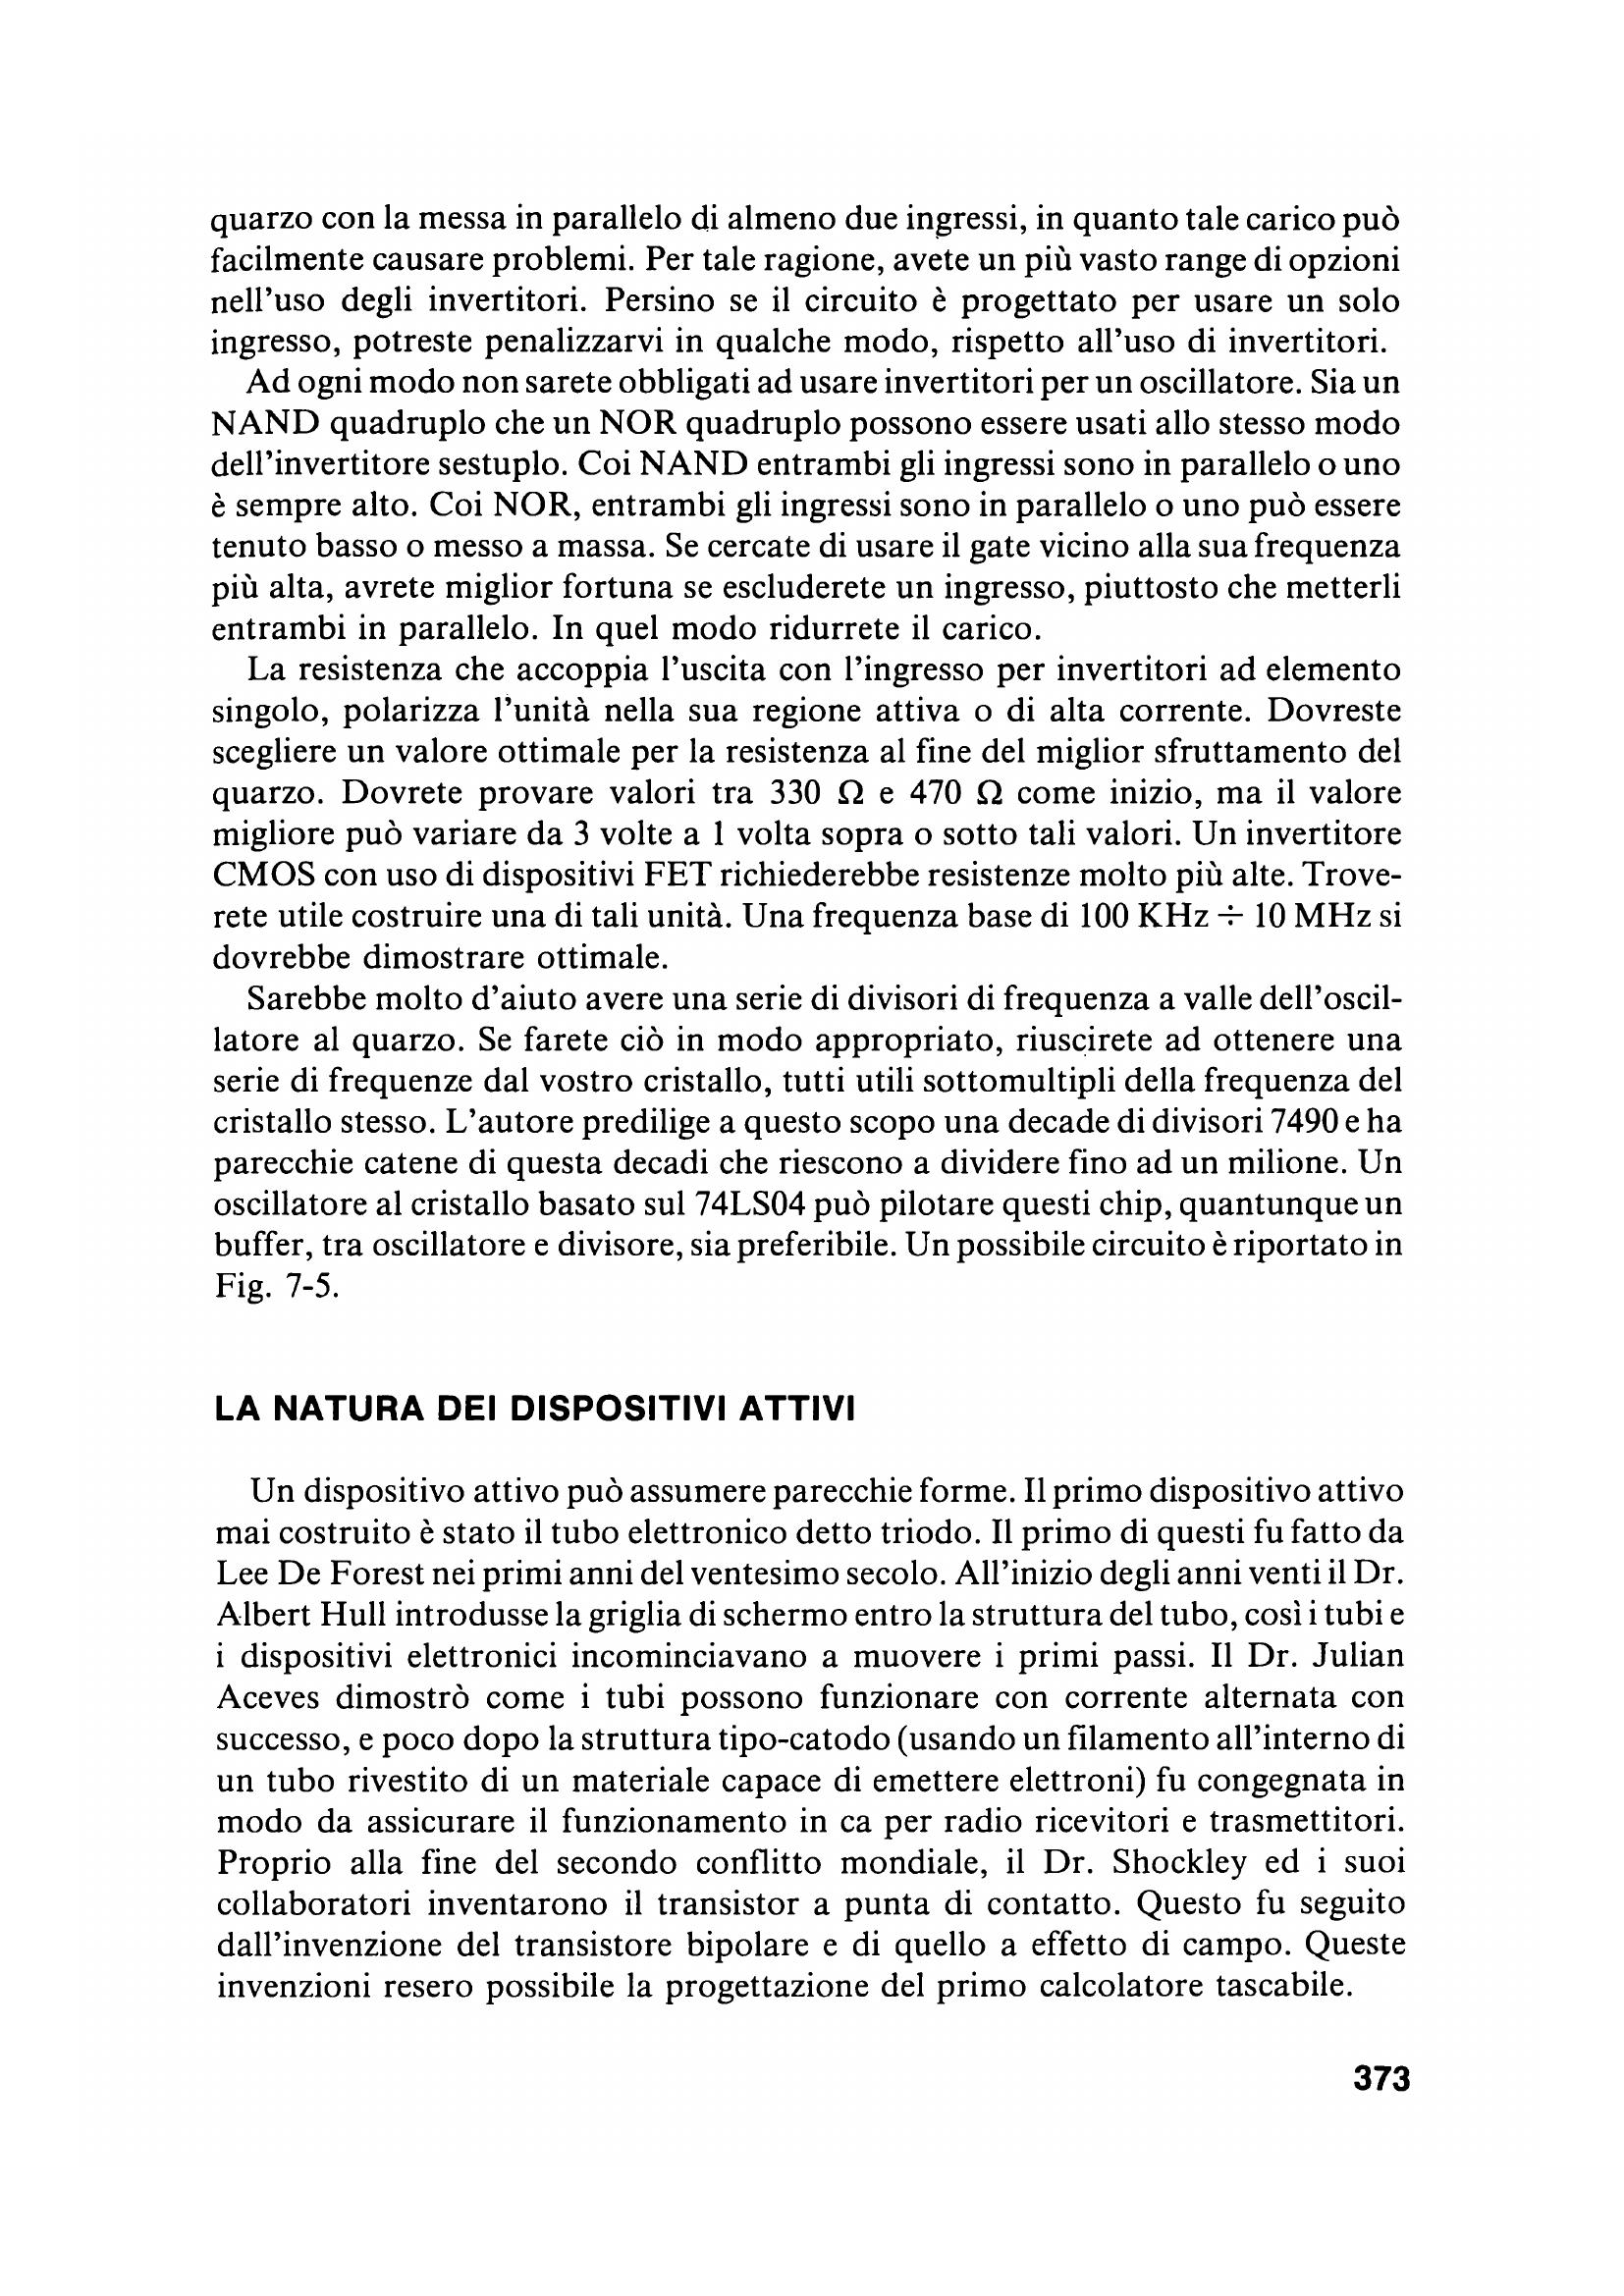 quarzo con la messa in parallelo di almeno due ingressi, in quanto tale carico può
facilmente causare problemi. Per tale ragione, avete un più vasto range di opzioni
nell'uso degli invertitori. Persino se il circuito è progettato per usare un solo
ingresso, potreste penalizzarvi in qualche modo, rispetto all'uso di invertitori.
Ad ogni modo non sarete obbligati ad usare invertitori per un oscillatore. Sia un
NAND quadruplo che un NOR quadruplo possono essere usati allo stesso modo
dell'invertitore sestuplo. Coi NAND entrambi gli ingressi sono in parallelo o uno
è sempre alto. Coi NOR, entrambi gli ingressi sono in parallelo o uno può essere
tenuto basso o messo a massa. Se cercate di usare il gate vicino alla sua frequenza
più alta, avrete miglior fortuna se escluderete un ingresso, piuttosto che metterli
entrambi in parallelo. In quel modo ridurrete il carico.
La resistenza che accoppia l'uscita con l'ingresso per invertitori ad elemento
singolo, polarizza l'unità nella sua regione attiva o di alta corrente. Dovreste
scegliere un valore ottimale per la resistenza al fine del miglior sfruttamento del
quarzo. Dovrete provare valori tra 330 Ω e 470 Ω come inizio, ma il valore
migliore può variare da 3 volte a 1 volta sopra o sotto tali valori. Un invertitore
CMOS con uso di dispositivi FET richiederebbe resistenze molto più alte. Trove-
rete utile costruire una di tali unità. Una frequenza base di 100 KHz ÷ 10 MHz si
dovrebbe dimostrare ottimale.
Sarebbe molto d'aiuto avere una serie di divisori di frequenza a valle dell'oscil-
latore al quarzo. Se farete ciò in modo appropriato, riuscirete ad ottenere una
serie di frequenze dal vostro cristallo, tutti utili sottomultipli della frequenza del
cristallo stesso. L'autore predilige a questo scopo una decade di divisori 7490 e ha
parecchie catene di questa decadi che riescono a dividere fino ad un milione. Un
oscillatore al cristallo basato sul 74LS04 può pilotare questi chip, quantunque un
buffer, tra oscillatore e divisore, sia preferibile. Un possibile circuito è riportato in
Fig. 7-5.
LA NATURA DEI DISPOSITIVI ATTIVI
Un dispositivo attivo può assumere parecchie forme. Il primo dispositivo attivo
mai costruito è stato il tubo elettronico detto triodo. Il primo di questi fu fatto da
Lee De Forest nei primi anni del ventesimo secolo. All'inizio degli anni venti il Dr.
Albert Hull introdusse la griglia di schermo entro la struttura del tubo, così i tubi e
i dispositivi elettronici incominciavano a muovere i primi passi. Il Dr. Julian
Aceves dimostrò come i tubi possono funzionare con corrente alternata con
successo, e poco dopo la struttura tipo-catodo (usando un filamento all'interno di
un tubo rivestito di un materiale capace di emettere elettroni) fu congegnata in
modo da assicurare il funzionamento in ca per radio ricevitori e trasmettitori.
Proprio alla fine del secondo conflitto mondiale, il Dr. Shockley ed i suoi
collaboratori inventarono il transistor a punta di contatto. Questo fu seguito
dall'invenzione del transistore bipolare e di quello a effetto di campo. Queste
invenzioni resero possibile la progettazione del primo calcolatore tascabile.
373